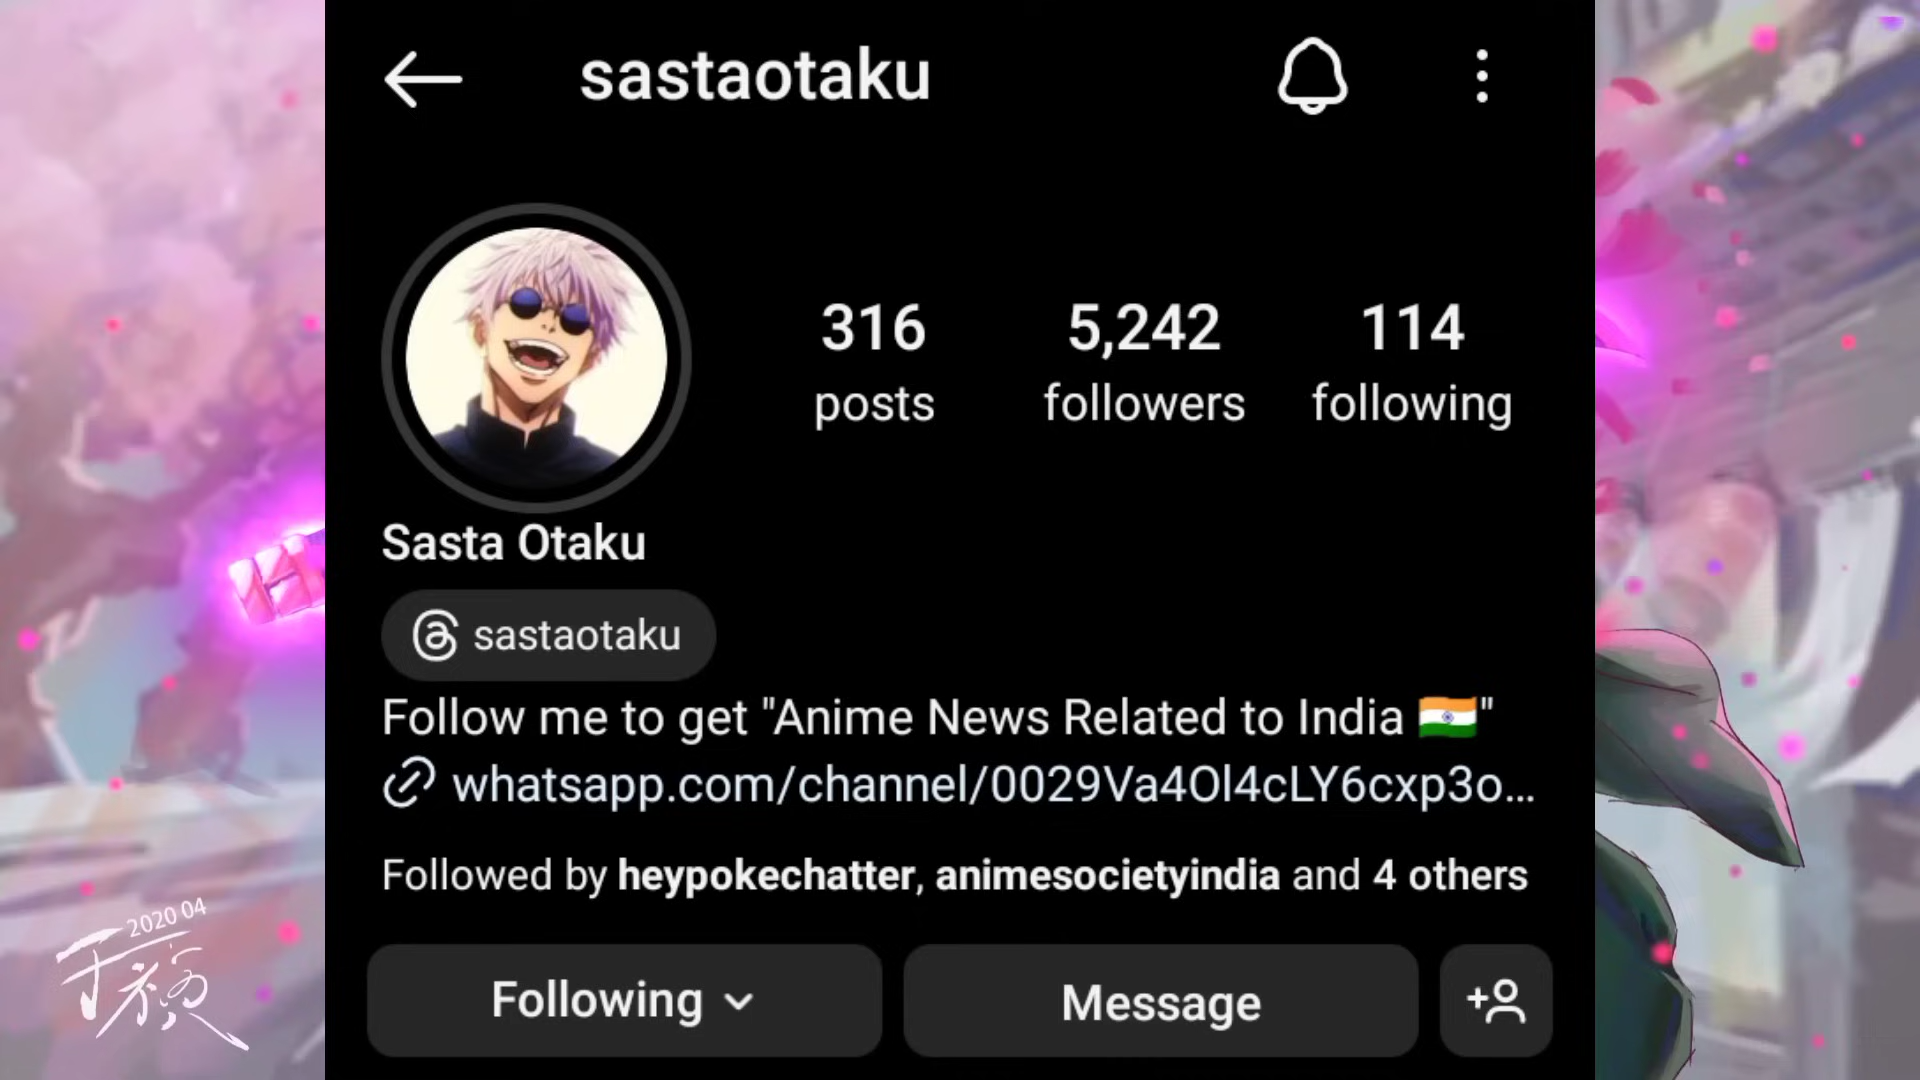 sastaotaku
316
5,242
114
posts
followers
following
Sasta Otaku
sastaotaku
Follow me to get "Anime News Related to India 🇮🇳"
whatsapp.com/channel/0029Va4Ol4cLY6cxp3o...
Followed by heypokechatter, animesocietyindia and 4 others
Following
Message
2020 04